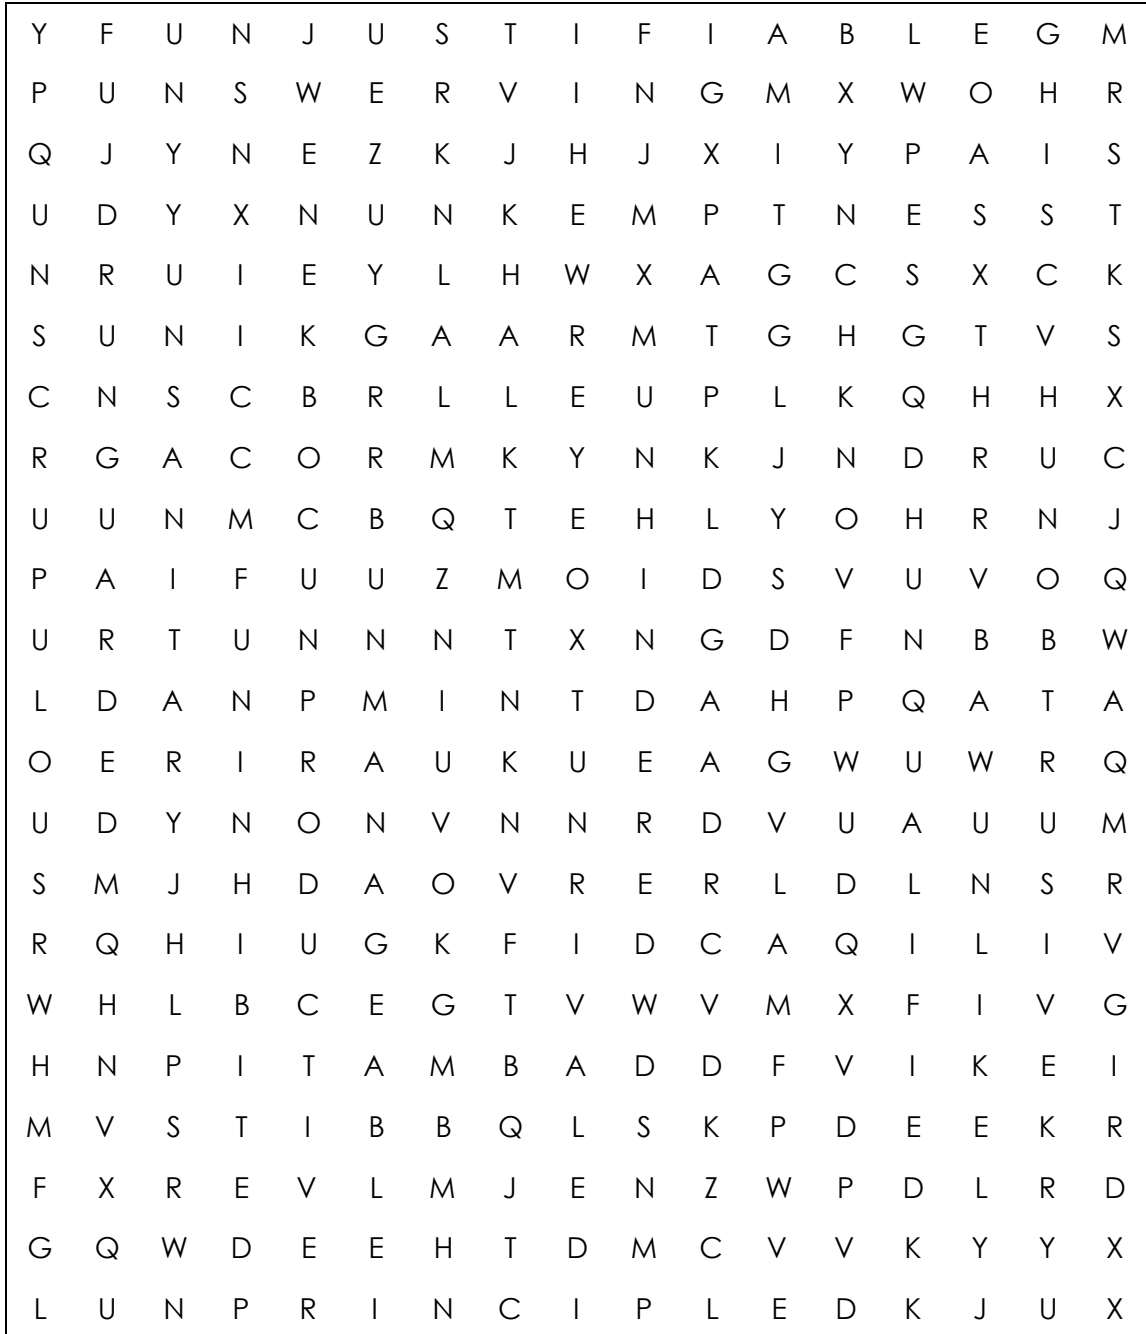 Y F U N J U S T I F I A B L E G M
P U N S W E R V I N G M X W O H R
Q J Y N E Z K J H J X I Y P A I S
U D Y X N U N K E M P T N E S S T
N R U I E Y L H W X A G C S X C K
S U N I K G A A R M T G H G T V S
C N S C B R L L E U P L K Q H H X
R G A C O R M K Y N K J N D R U C
U U N M C B Q T E H L Y O H R N J
P A I F U U Z M O I D S V U V O Q
U R T U N N N T X N G D F N B B W
L D A N P M I N T D A H P Q A T A
O E R I R A U K U E A G W U W R Q
U D Y N O N V N N R D V U A U U M
S M J H D A O V R E R L D L N S R
R Q H I U G K F I D C A Q I L I V
W H L B C E G T V W V M X F I V G
H N P I T A M B A D D F V I K E I
M V S T I B B Q L S K P D E E K R
F X R E V L M J E N Z W P D L R D
G Q W D E E H T D M C V V K Y Y X
L U N P R I N C I P L E D K J U X